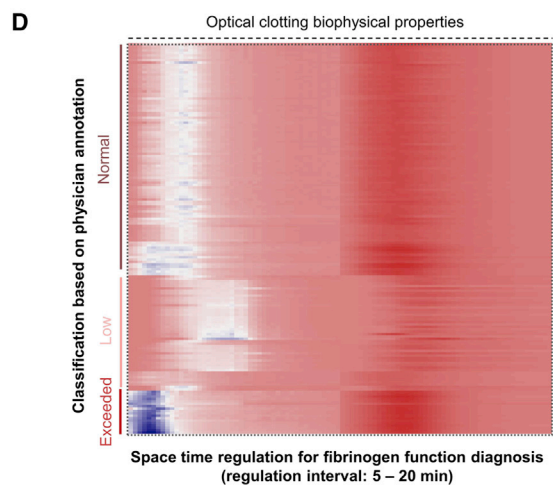 D
Optical clotting biophysical properties
Classification based on physician annotation
Normal
Low
Exceeded
Space time regulation for fibrinogen function diagnosis
(regulation interval: 5 – 20 min)